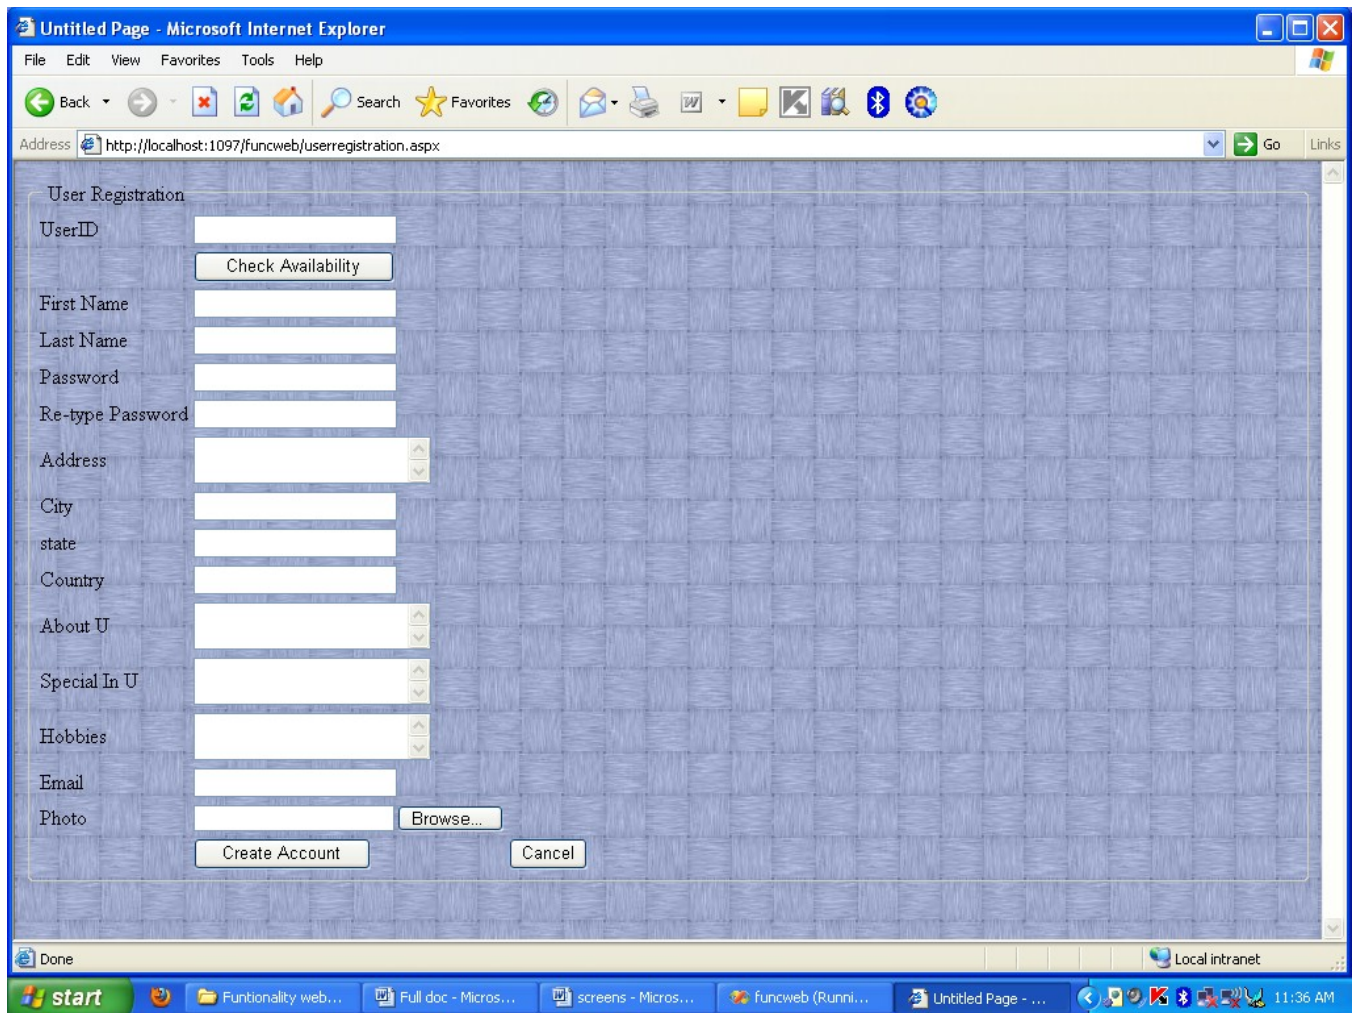 Untitled Page - Microsoft Internet Explorer
File Edit View Favorites Tools Help
Back Search Favorites
Address http://localhost:1097/funcweb/userregistration.aspx Go Links
User Registration
UserID
Check Availability
First Name
Last Name
Password
Re-type Password
Address
City
state
Country
About U
Special In U
Hobbies
Email
Photo Browse...
Create Account Cancel
Done Local intranet
start Funtionality web... Full doc - Micros... screens - Micros... funcweb (Runni... Untitled Page - ... 11:36 AM